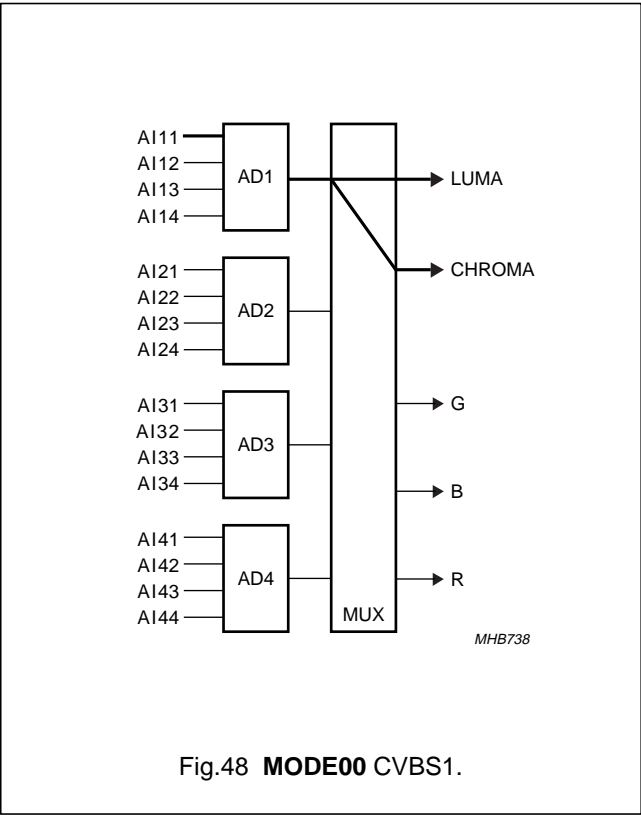 AI11
AI12
AI13
AI14
AD1
LUMA
CHROMA
AI21
AI22
AI23
AI24
AD2
AI31
AI32
AI33
AI34
AD3
G
B
AI41
AI42
AI43
AI44
AD4
R
MUX
MHB738
Fig.48 MODE00 CVBS1.